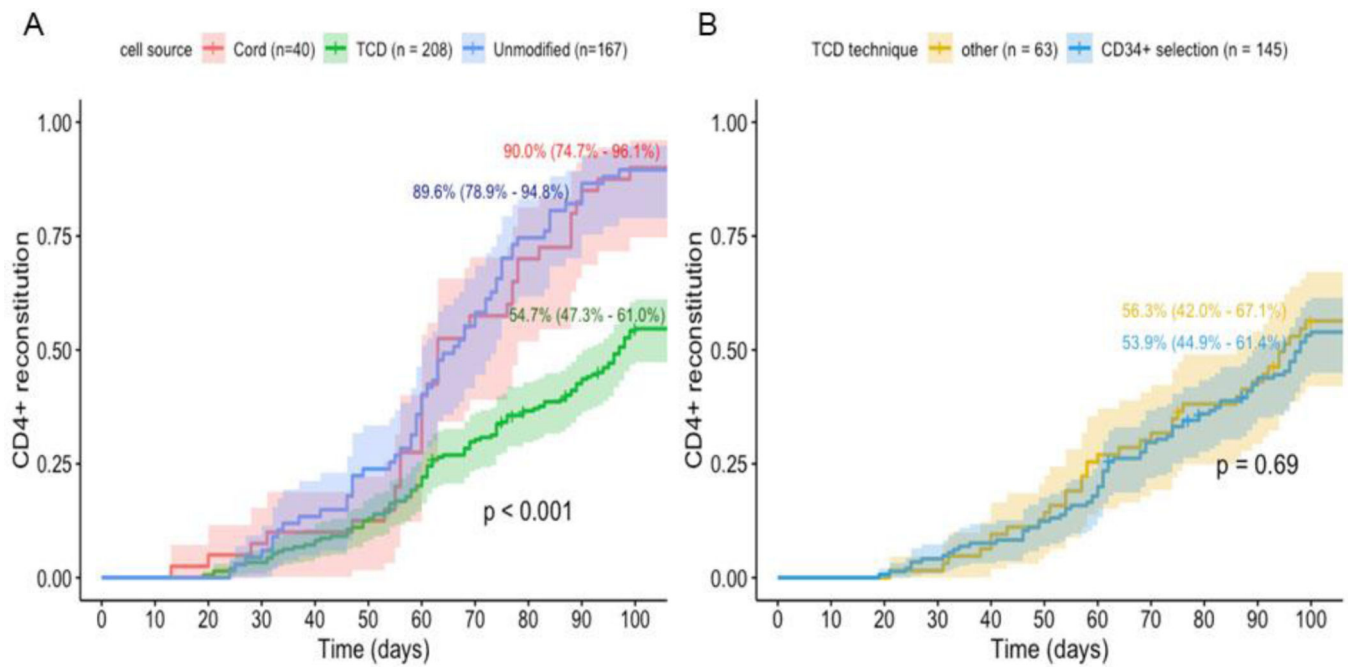 A
cell source Cord (n=40) TCD (n = 208) Unmodified (n=167)
CD4+ reconstitution
1.00
0.75
0.50
0.25
0.00
90.0% (74.7% - 96.1%)
89.6% (78.9% - 94.8%)
54.7% (47.3% - 61.0%)
p < 0.001
0 10 20 30 40 50 60 70 80 90 100
Time (days)
B
TCD technique other (n = 63) CD34+ selection (n = 145)
CD4+ reconstitution
1.00
0.75
0.50
0.25
0.00
56.3% (42.0% - 67.1%)
53.9% (44.9% - 61.4%)
p = 0.69
0 10 20 30 40 50 60 70 80 90 100
Time (days)